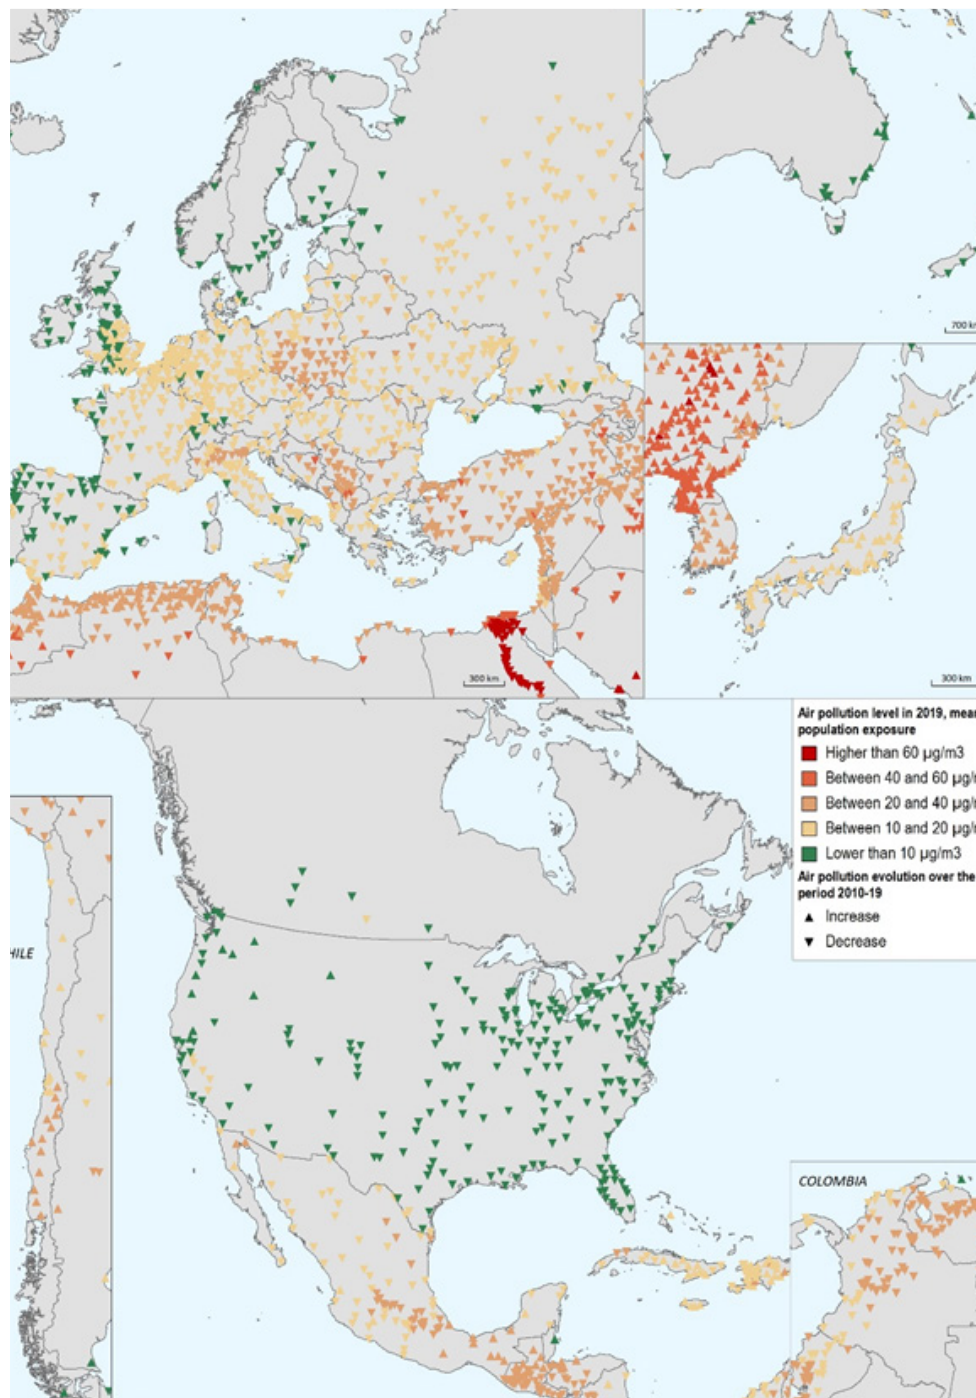 700 km
300 km
300 km
Air pollution level in 2019, mean
population exposure
Higher than 60 µg/m3
Between 40 and 60 µg/
Between 20 and 40 µg/
Between 10 and 20 µg/
Lower than 10 µg/m3
Air pollution evolution over the
period 2010-19
Increase
Decrease
HILE
COLOMBIA